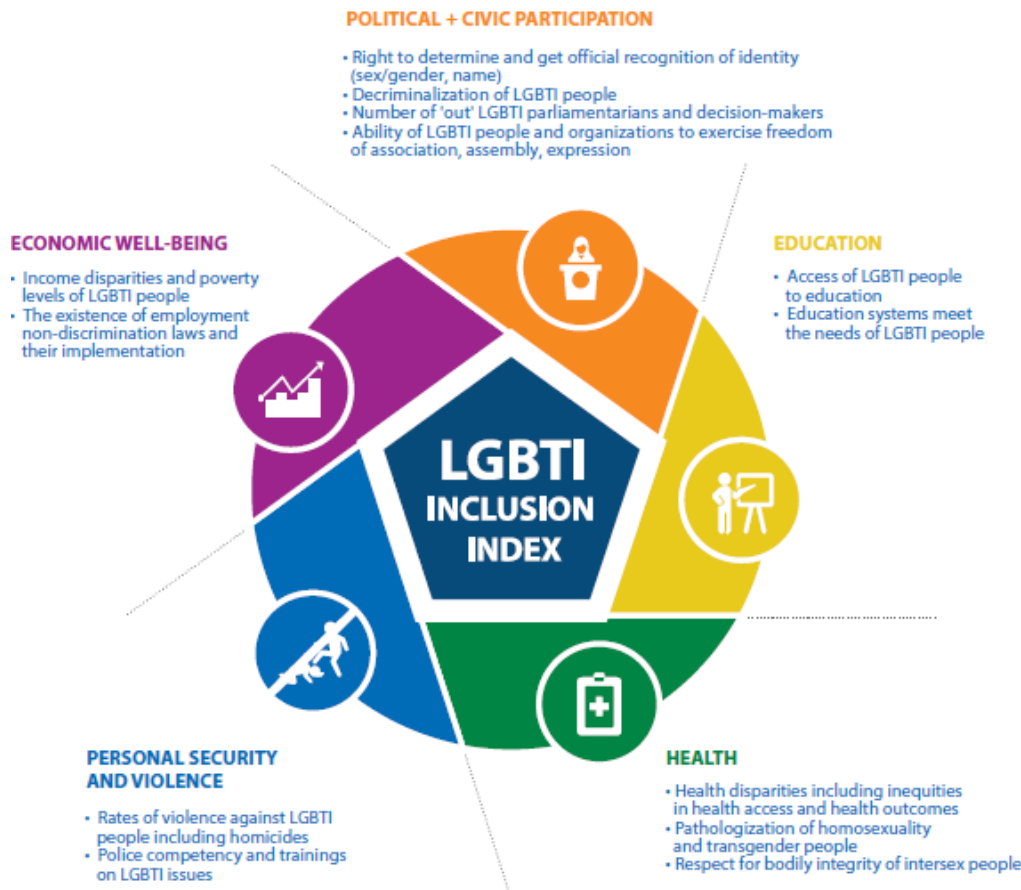 POLITICAL + CIVIC PARTICIPATION
• Right to determine and get official recognition of identity
(sex/gender, name)
• Decriminalization of LGBTI people
• Number of 'out' LGBTI parliamentarians and decision-makers
• Ability of LGBTI people and organizations to exercise freedom
of association, assembly, expression
ECONOMIC WELL-BEING
• Income disparities and poverty
levels of LGBTI people
• The existence of employment
non-discrimination laws and
their implementation
EDUCATION
• Access of LGBTI people
to education
• Education systems meet
the needs of LGBTI people
LGBTI
INCLUSION
INDEX
PERSONAL SECURITY
AND VIOLENCE
• Rates of violence against LGBTI
people including homicides
• Police competency and trainings
on LGBTI issues
HEALTH
• Health disparities including inequities
in health access and health outcomes
• Pathologization of homosexuality
and transgender people
• Respect for bodily integrity of intersex people